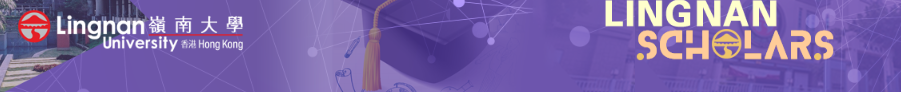 Lingnan 嶺南大學
University 香港 Hong Kong
LINGNAN
SCHOLARS